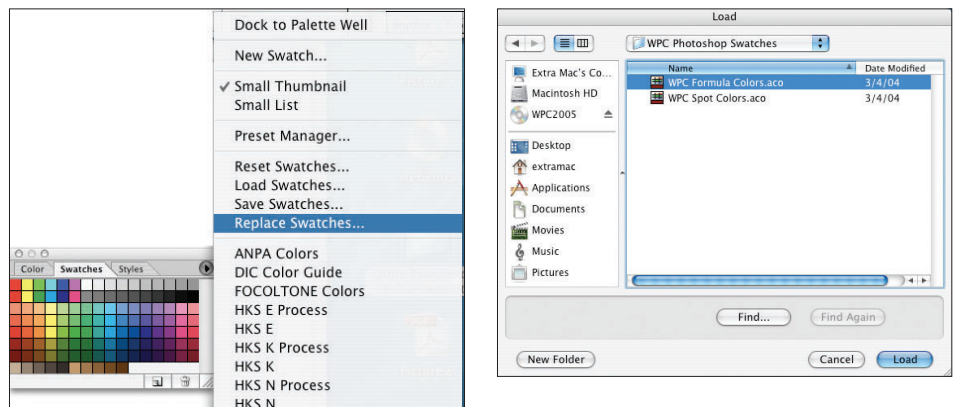 Dock to Palette Well
New Swatch...
✓ Small Thumbnail
Small List
Preset Manager...
Reset Swatches...
Load Swatches...
Save Swatches...
Replace Swatches...
ANPA Colors
DIC Color Guide
FOCOLTONE Colors
HKS E Process
HKS E
HKS K Process
HKS K
HKS N Process
HKS N
Color Swatches Styles
Load
WPC Photoshop Swatches
Extra Mac's Co...
Macintosh HD
WPC2005
Desktop
extramac
Applications
Documents
Movies
Music
Pictures
Name Date Modified
WPC Formula Colors.aco 3/4/04
WPC Spot Colors.aco 3/4/04
Find... Find Again
New Folder Cancel Load